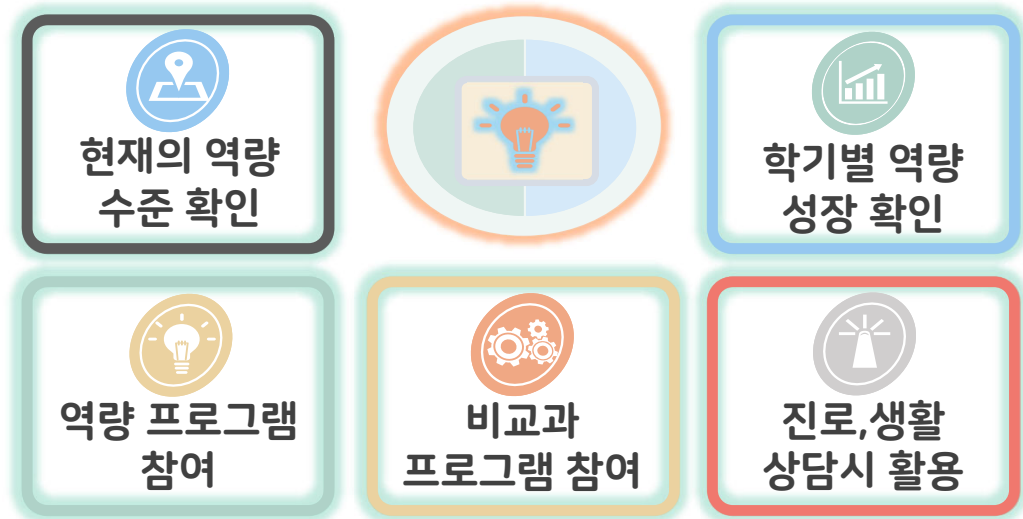 현재의 역량
수준 확인
학기별 역량
성장 확인
역량 프로그램
참여
비교과
프로그램 참여
진로,생활
상담시 활용